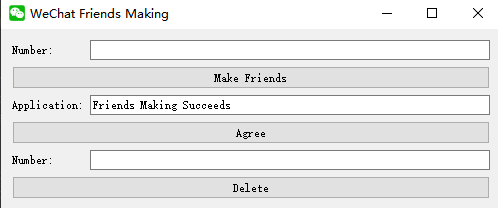 WeChat Friends Making
Number:
Make Friends
Application: Friends Making Succeeds
Agree
Number:
Delete